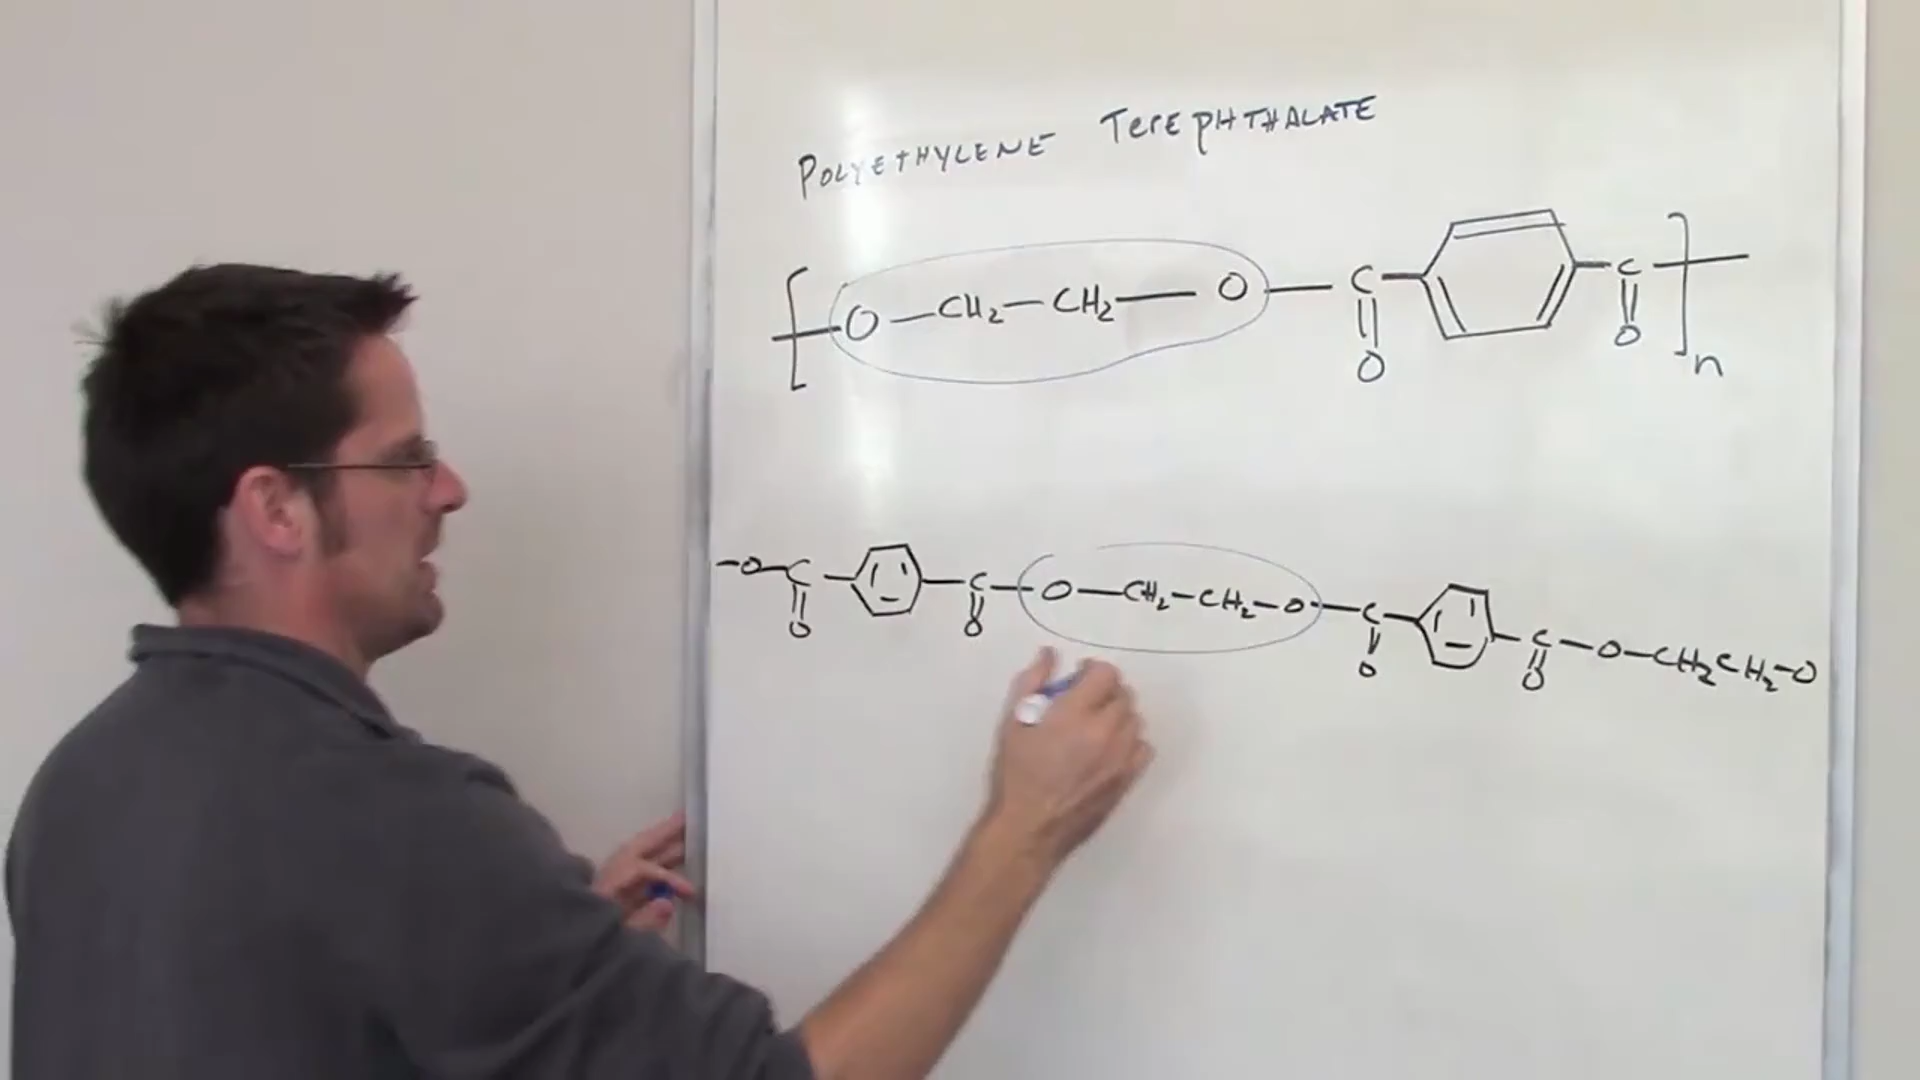 POLYETHYLENE TerePHTHALATE
[O—CH₂—CH₂—O—C—C]n
O O
—O—C—C—O—CH₂—CH₂—O—C—C—O—CH₂CH₂—O
O O O O